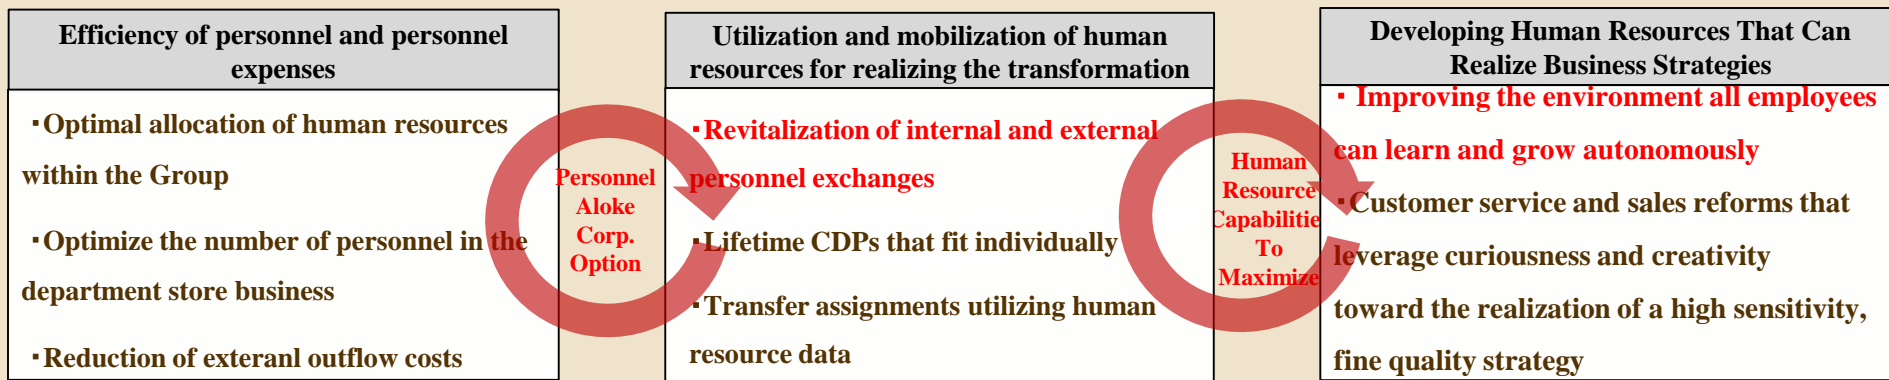 Efficiency of personnel and personnel
expenses
・Optimal allocation of human resources
within the Group
・Optimize the number of personnel in the
department store business
・Reduction of exteranl outflow costs
Personnel
Aloke
Corp.
Option
Utilization and mobilization of human
resources for realizing the transformation
・Revitalization of internal and external
personnel exchanges
・Lifetime CDPs that fit individually
・Transfer assignments utilizing human
resource data
Human
Resource
Capabilitie
To
Maximize
Developing Human Resources That Can
Realize Business Strategies
・ Improving the environment all employees
can learn and grow autonomously
・Customer service and sales reforms that
leverage curiousness and creativity
toward the realization of a high sensitivity,
fine quality strategy